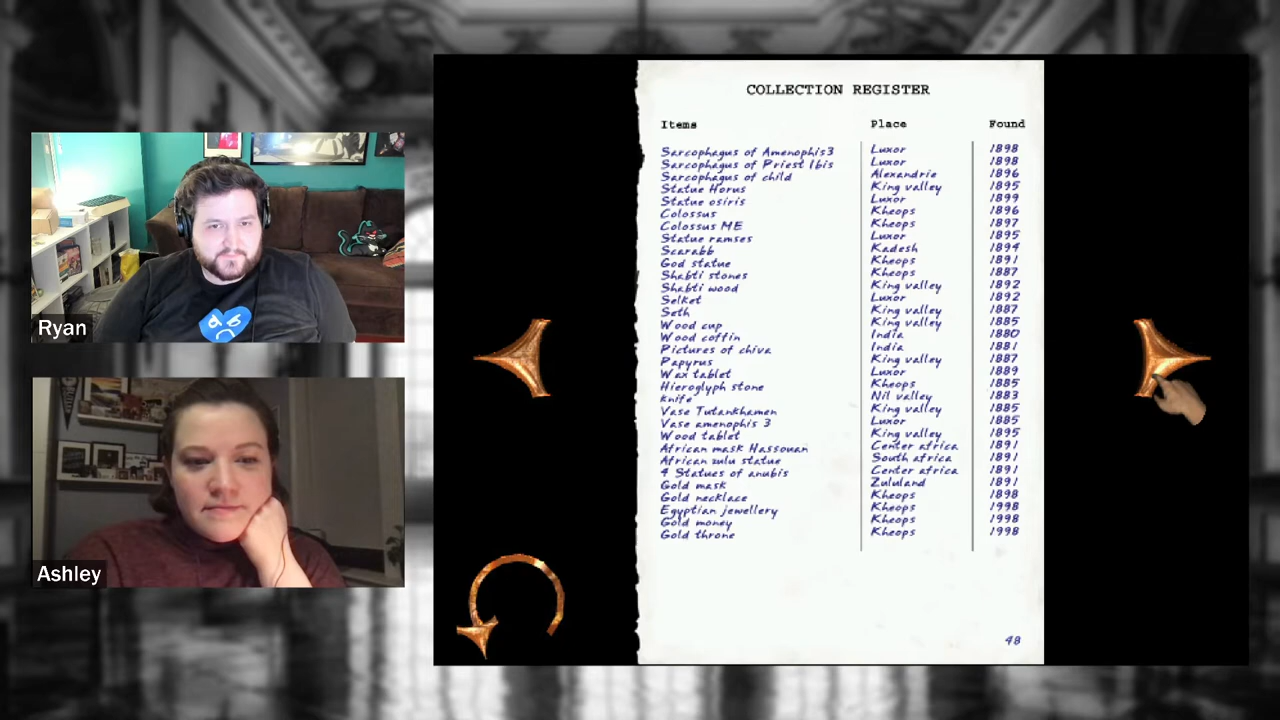 COLLECTION REGISTER
Items Place Found
Sarcophagus of Amenophis3 Luxor 1898
Sarcophagus of Priest Ibis Luxor 1898
Sarcophagus of child Alexandrie 1896
Statue Horus King valley 1895
Statue osiris Luxor 1899
Colossus Kheops 1896
Colossus ME Kheops 1897
Statue ramses Luxor 1895
Scarabb Kadesh 1894
God statue Kheops 1891
Shabti stones Kheops 1887
Shabti wood King valley 1892
Selket Luxor 1892
Seth King valley 1887
Wood cup King valley 1885
Wood coffin India 1880
Pictures of chiva India 1881
Papyrus King valley 1887
Wax tablet Luxor 1889
Hieroglyph stone Kheops 1885
knife Nil valley 1883
Vase Tutankhamen King valley 1885
Vase amenophis 3 Luxor 1885
Wood tablet King valley 1895
African mask Hassouan Center africa 1891
African zulu statue South africa 1891
4 Statues of anubis Center africa 1891
Gold mask Zululand 1891
Gold necklace Kheops 1898
Egyptian jewellery Kheops 1998
Gold money Kheops 1998
Gold throne Kheops 1998
48
Ryan
Ashley